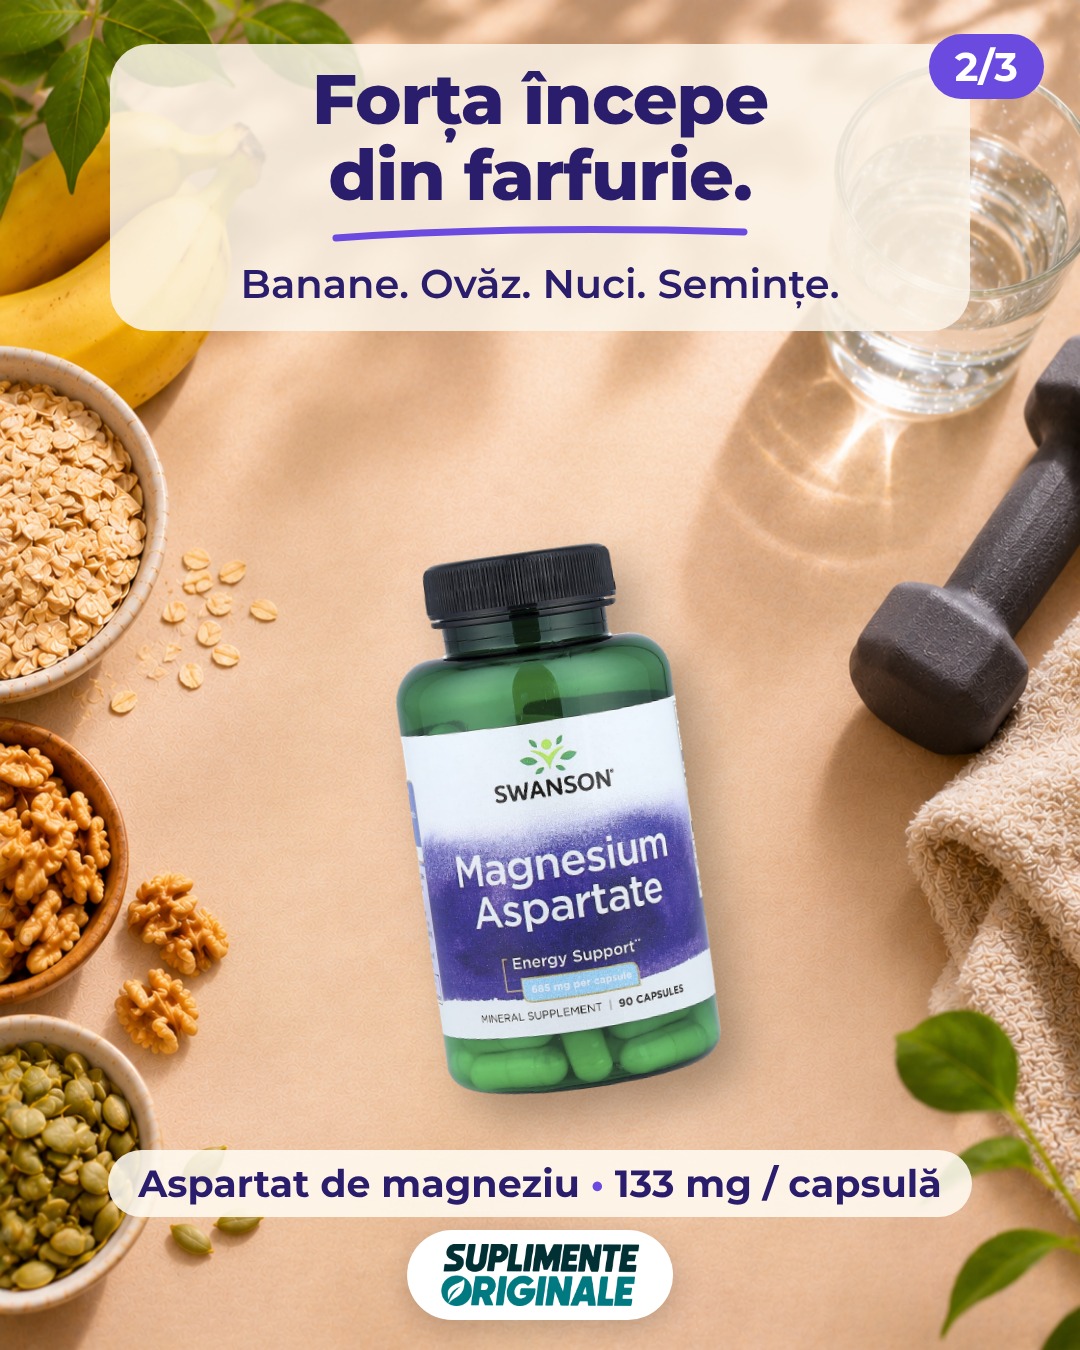 2/3
Forța începe
din farfurie.
Banane. Ovăz. Nuci. Semințe.
SWANSON®
Magnesium
Aspartate
Energy Support**
685 mg per capsule
MINERAL SUPPLEMENT | 90 CAPSULES
Aspartat de magneziu • 133 mg / capsulă
SUPLIMENTE
ORIGINALE